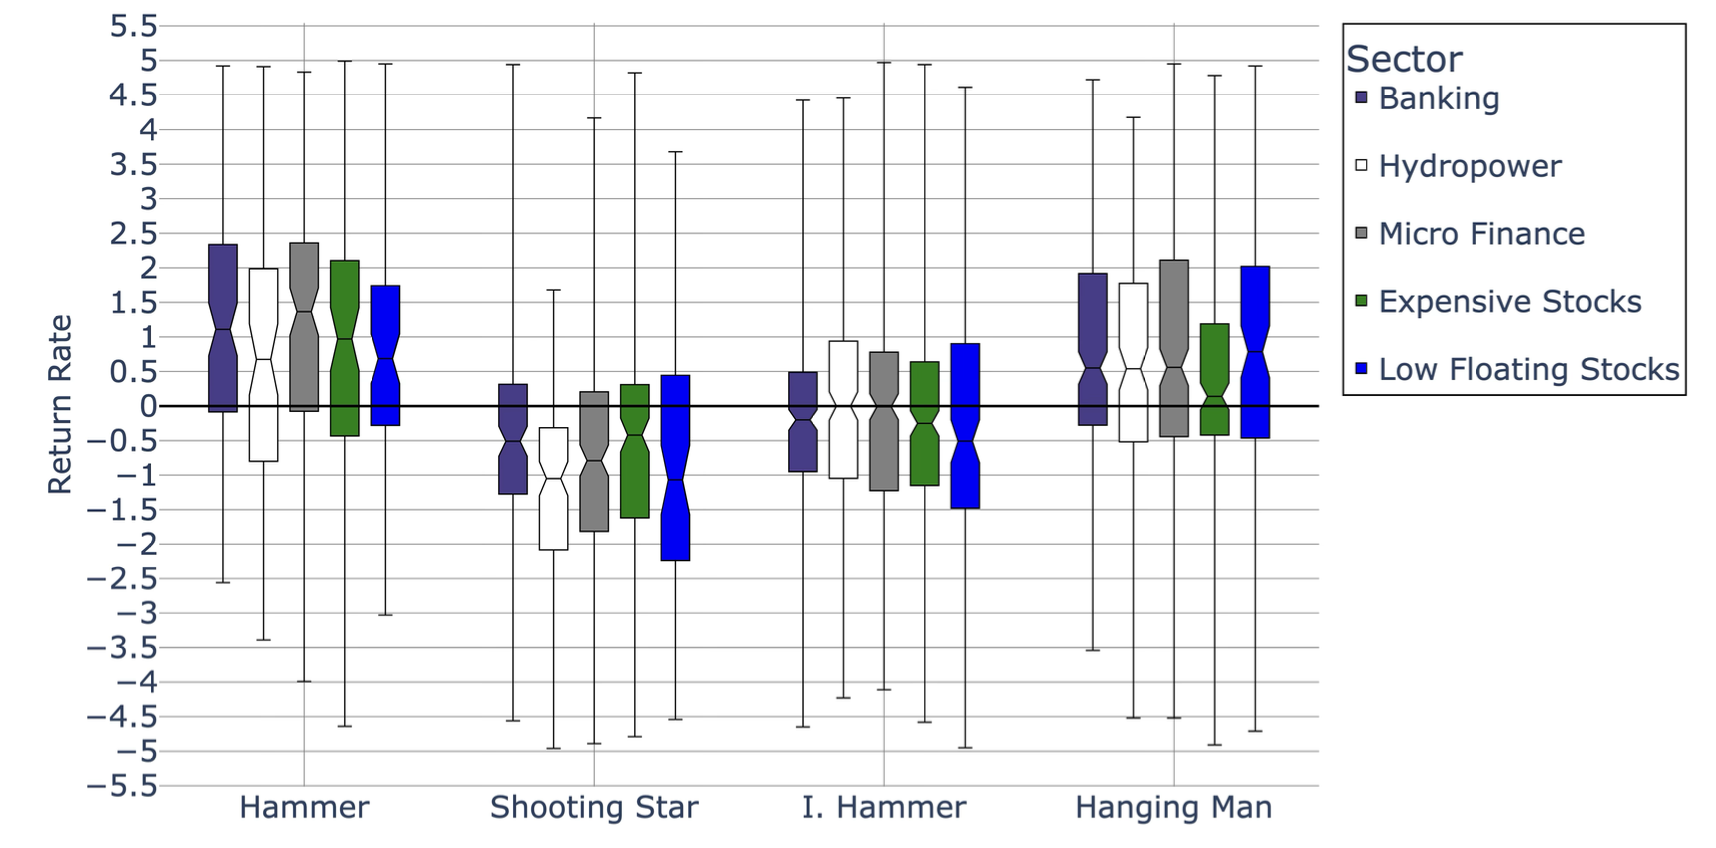 5.5
5
4.5
4
3.5
3
2.5
2
1.5
1
0.5
0
−0.5
−1
−1.5
−2
−2.5
−3
−3.5
−4
−4.5
−5
−5.5
Return Rate
Hammer
Shooting Star
I. Hammer
Hanging Man
Sector
Banking
Hydropower
Micro Finance
Expensive Stocks
Low Floating Stocks